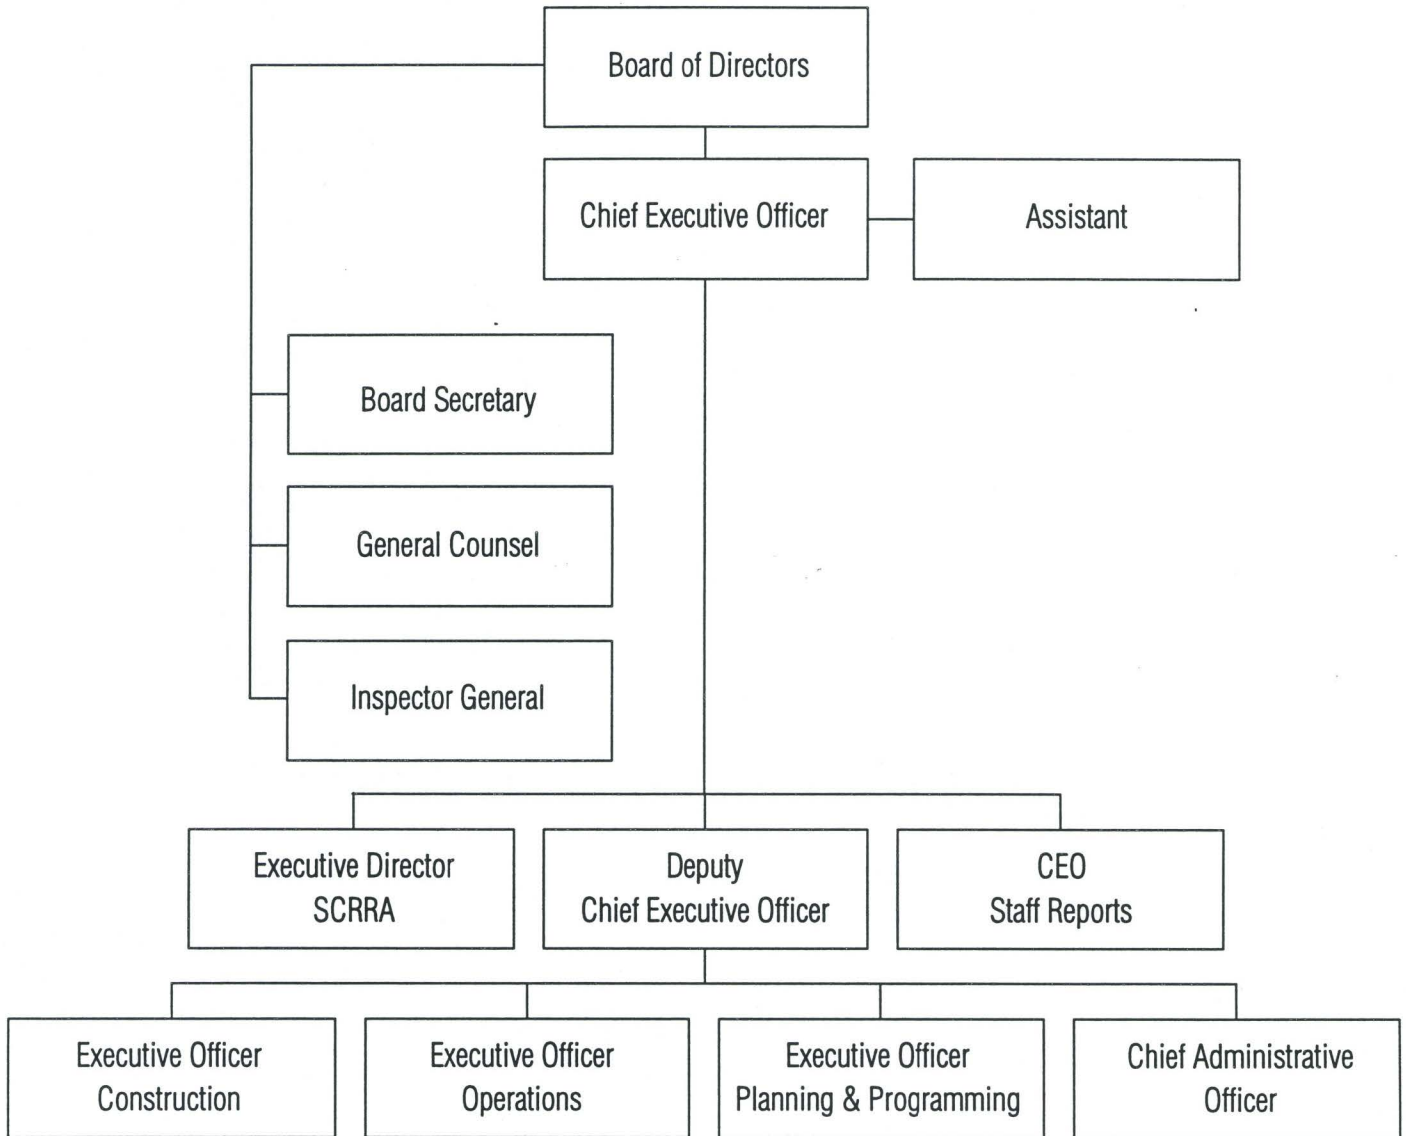 Board of Directors
Chief Executive Officer
Assistant
Board Secretary
General Counsel
Inspector General
Executive Director
SCRRA
Deputy
Chief Executive Officer
CEO
Staff Reports
Executive Officer
Construction
Executive Officer
Operations
Executive Officer
Planning & Programming
Chief Administrative
Officer